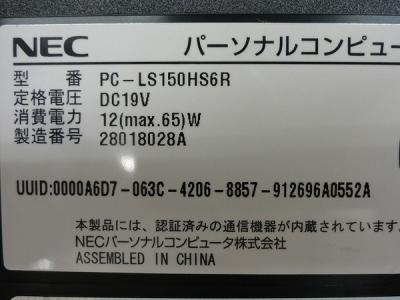 NEC パーソナルコンピュー
型 番 PC-LS150HS6R
定格電圧 DC19V
消費電力 12(max.65)W
製造番号 28018028A
UUID:0000A6D7-063C-4206-8857-912696A0552A
本製品には、認証済みの通信機器が内蔵されています
NECパーソナルコンピュータ株式会社
ASSEMBLED IN CHINA